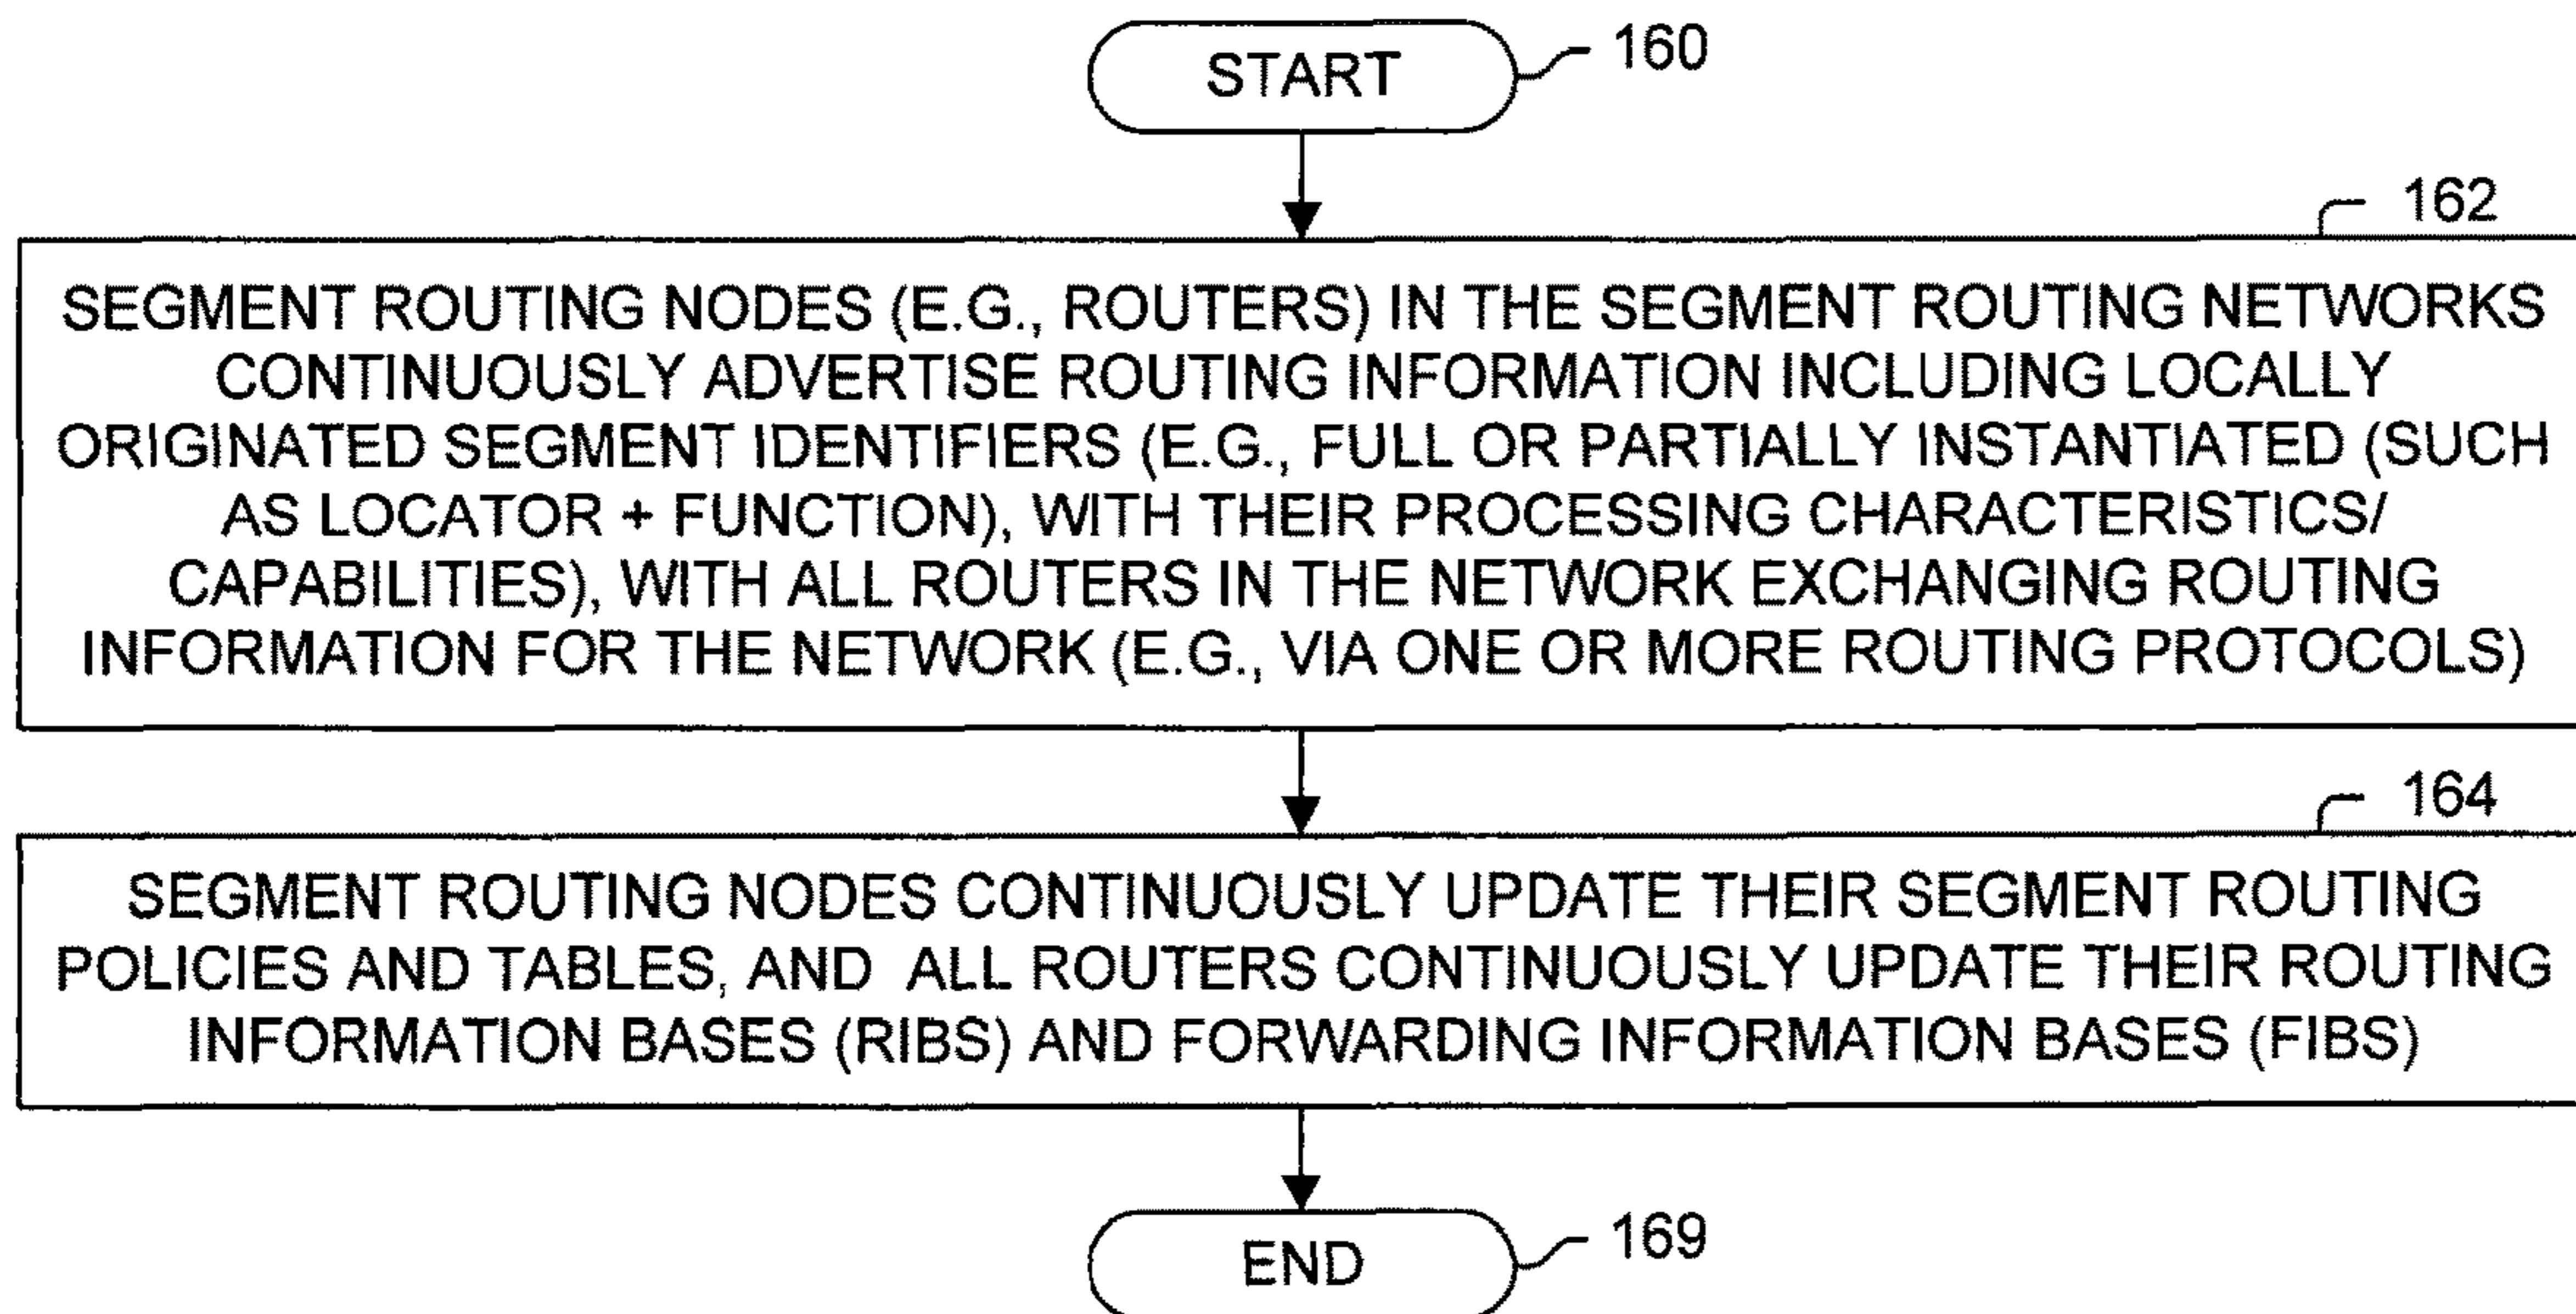 START
160
162
SEGMENT ROUTING NODES (E.G., ROUTERS) IN THE SEGMENT ROUTING NETWORKS
CONTINUOUSLY ADVERTISE ROUTING INFORMATION INCLUDING LOCALLY
ORIGINATED SEGMENT IDENTIFIERS (E.G., FULL OR PARTIALLY INSTANTIATED (SUCH
AS LOCATOR + FUNCTION), WITH THEIR PROCESSING CHARACTERISTICS/
CAPABILITIES), WITH ALL ROUTERS IN THE NETWORK EXCHANGING ROUTING
INFORMATION FOR THE NETWORK (E.G., VIA ONE OR MORE ROUTING PROTOCOLS)
164
SEGMENT ROUTING NODES CONTINUOUSLY UPDATE THEIR SEGMENT ROUTING
POLICIES AND TABLES, AND ALL ROUTERS CONTINUOUSLY UPDATE THEIR ROUTING
INFORMATION BASES (RIBS) AND FORWARDING INFORMATION BASES (FIBS)
END
169